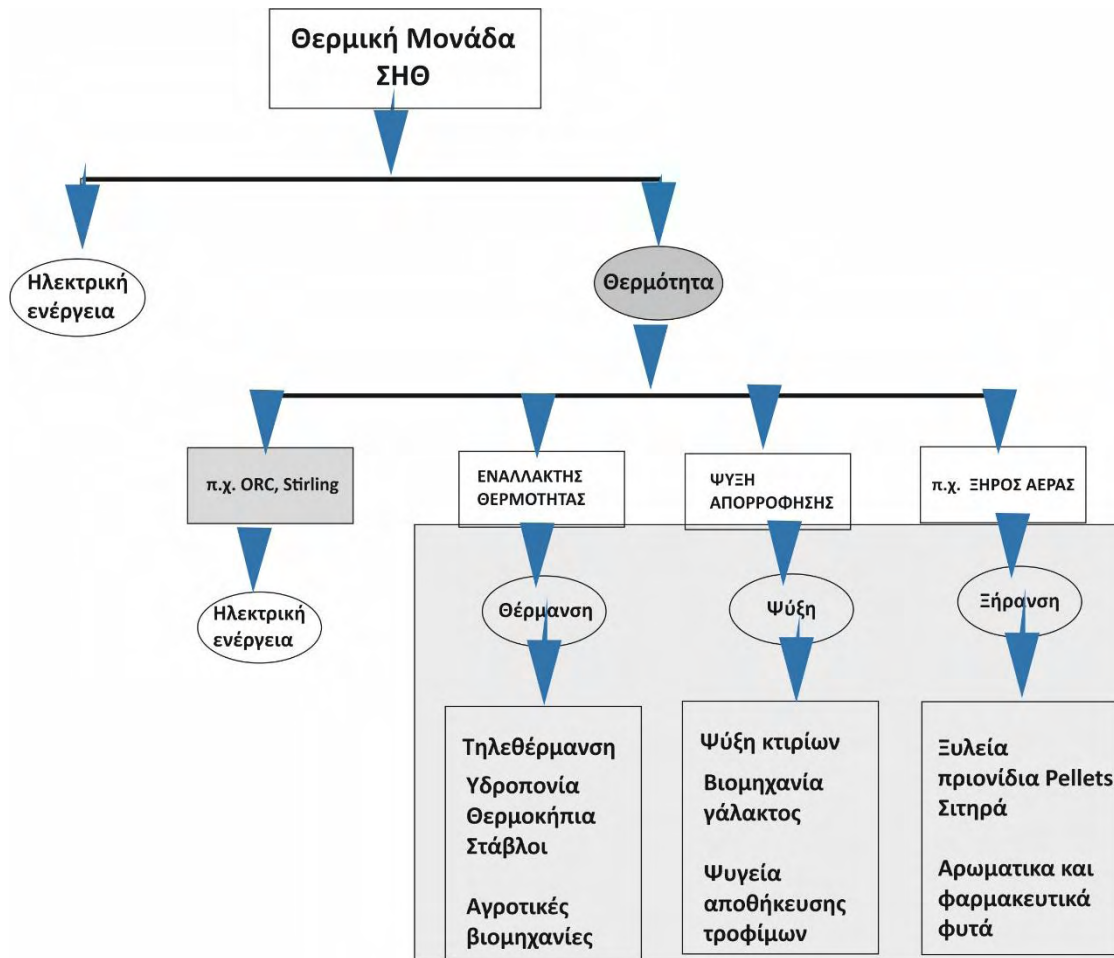 Θερμική Μονάδα
ΣΗΘ
Ηλεκτρική
ενέργεια
Θερμότητα
π.χ. ORC, Stirling
ΕΝΑΛΛΑΚΤΗΣ
ΘΕΡΜΟΤΗΤΑΣ
ΨΥΞΗ
ΑΠΟΡΡΟΦΗΣΗΣ
π.χ. ΞΗΡΟΣ ΑΕΡΑΣ
Ηλεκτρική
ενέργεια
Θέρμανση
Ψύξη
Ξήρανση
Τηλεθέρμανση
Υδροπονία
Θερμοκήπια
Στάβλοι
Αγροτικές
βιομηχανίες
Ψύξη κτιρίων
Βιομηχανία
γάλακτος
Ψυγεία
αποθήκευσης
τροφίμων
Ξυλεία
πριονίδια Pellets
Σιτηρά
Αρωματικα και
φαρμακευτικά
φυτά